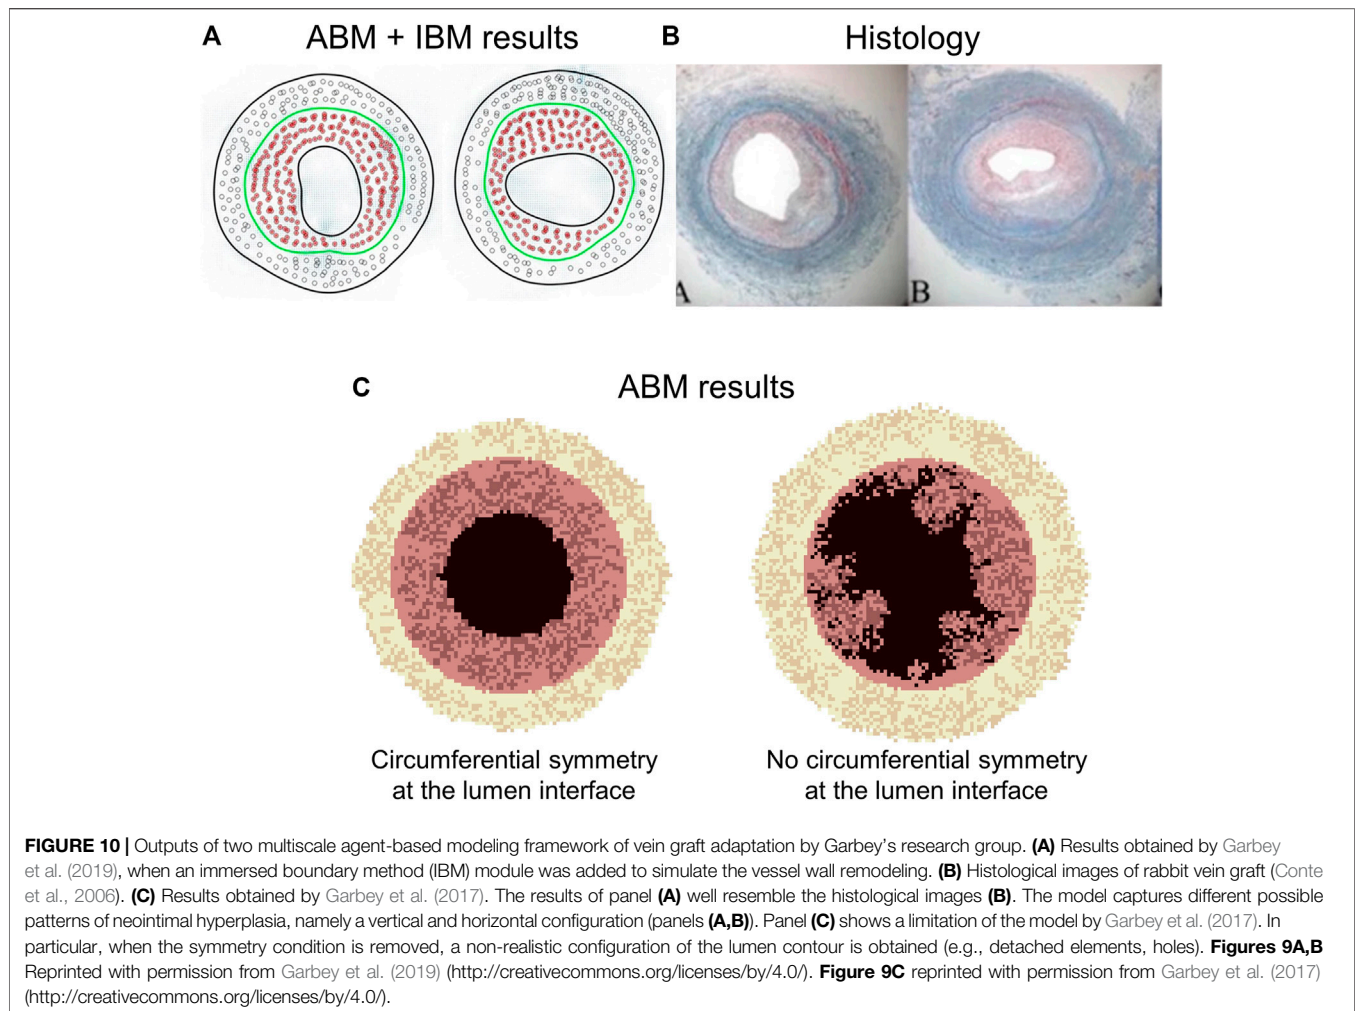 A ABM + IBM results B Histology
A B
C ABM results
Circumferential symmetry
at the lumen interface
No circumferential symmetry
at the lumen interface
FIGURE 10 | Outputs of two multiscale agent-based modeling framework of vein graft adaptation by Garbey's research group. (A) Results obtained by Garbey
et al. (2019), when an immersed boundary method (IBM) module was added to simulate the vessel wall remodeling. (B) Histological images of rabbit vein graft (Conte
et al., 2006). (C) Results obtained by Garbey et al. (2017). The results of panel (A) well resemble the histological images (B). The model captures different possible
patterns of neointimal hyperplasia, namely a vertical and horizontal configuration (panels (A,B)). Panel (C) shows a limitation of the model by Garbey et al. (2017). In
particular, when the symmetry condition is removed, a non-realistic configuration of the lumen contour is obtained (e.g., detached elements, holes). Figures 9A,B
Reprinted with permission from Garbey et al. (2019) (http://creativecommons.org/licenses/by/4.0/). Figure 9C reprinted with permission from Garbey et al. (2017)
(http://creativecommons.org/licenses/by/4.0/).